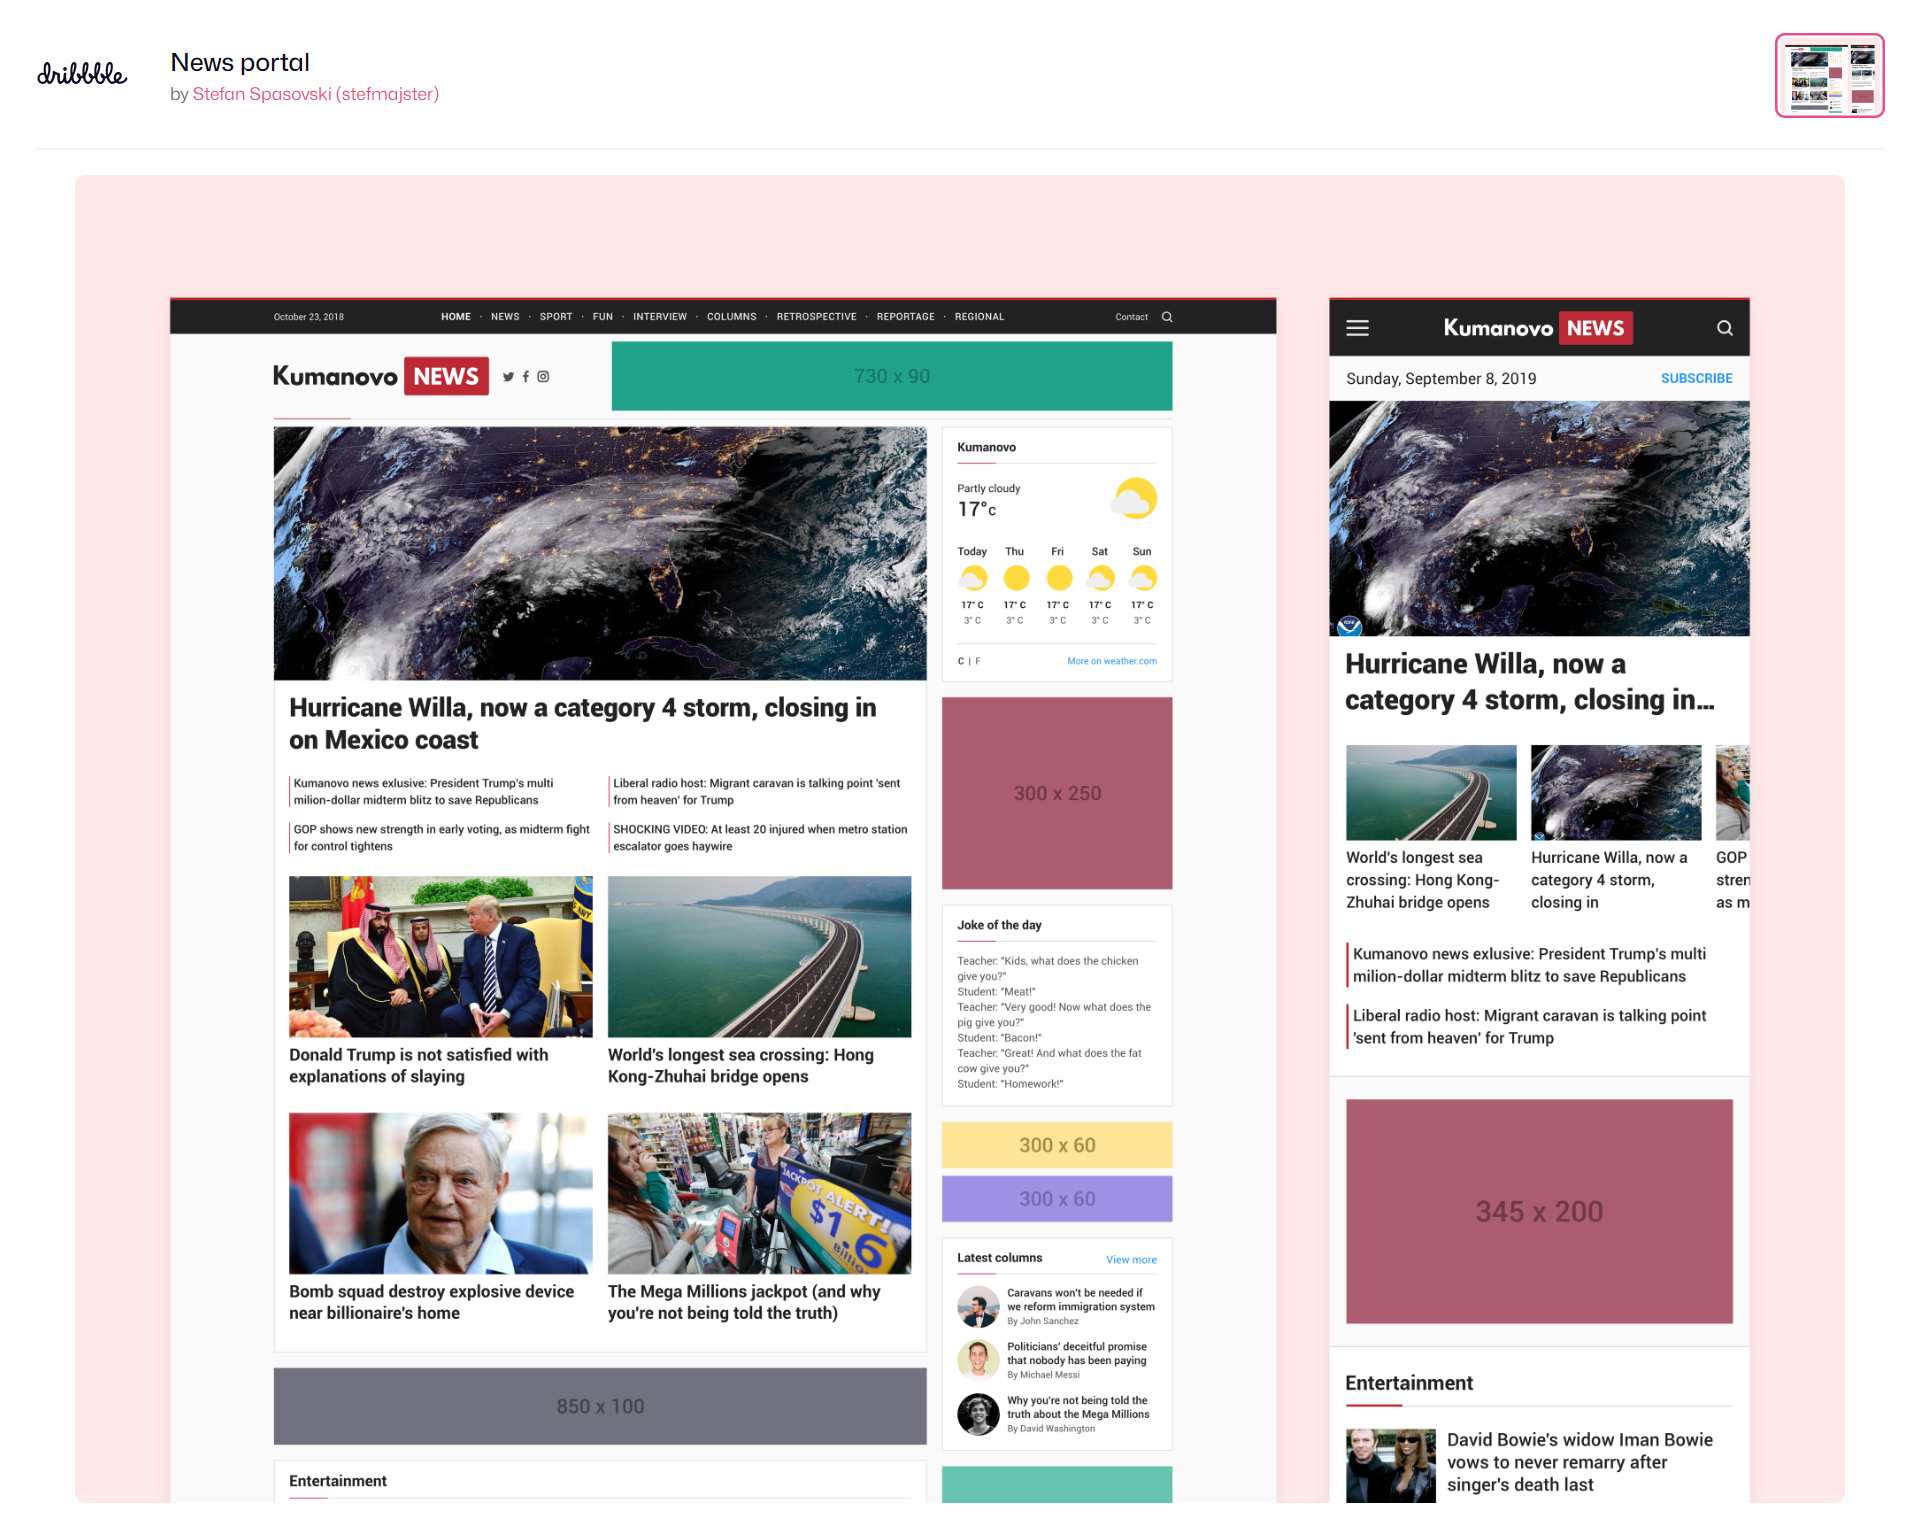 dribbble
News portal
by Stefan Spasovski (stefmajster)
October 23, 2018
HOME · NEWS · SPORT · FUN · INTERVIEW · COLUMNS · RETROSPECTIVE · REPORTAGE · REGIONAL
Contact
Kumanovo NEWS
730 x 90
Hurricane Willa, now a category 4 storm, closing in
on Mexico coast
Kumanovo news exlusive: President Trump's multi
milion-dollar midterm blitz to save Republicans
Liberal radio host: Migrant caravan is talking point 'sent
from heaven' for Trump
GOP shows new strength in early voting, as midterm fight
for control tightens
SHOCKING VIDEO: At least 20 injured when metro station
escalator goes haywire
Donald Trump is not satisfied with
explanations of slaying
World's longest sea crossing: Hong
Kong-Zhuhai bridge opens
JACKPOT ALERT!
$1.6
Billion
Bomb squad destroy explosive device
near billionaire's home
The Mega Millions jackpot (and why
you're not being told the truth)
850 x 100
Entertainment
Kumanovo
Partly cloudy
17°c
Today Thu Fri Sat Sun
17° C 17° C 17° C 17° C 17° C
3° C 3° C 3° C 3° C 3° C
C | F
More on weather.com
300 x 250
Joke of the day
Teacher: "Kids, what does the chicken
give you?"
Student: "Meat!"
Teacher: "Very good! Now what does the
pig give you?"
Student: "Bacon!"
Teacher: "Great! And what does the fat
cow give you?"
Student: "Homework!"
300 x 60
300 x 60
Latest columns
View more
Caravans won't be needed if
we reform immigration system
By John Sanchez
Politicians' deceitful promise
that nobody has been paying
By Michael Messi
Why you're not being told the
truth about the Mega Millions
By David Washington
Kumanovo NEWS
Sunday, September 8, 2019
SUBSCRIBE
Hurricane Willa, now a
category 4 storm, closing in...
World's longest sea
crossing: Hong Kong-
Zhuhai bridge opens
Hurricane Willa, now a
category 4 storm,
closing in
GOP
stren
as m
Kumanovo news exlusive: President Trump's multi
milion-dollar midterm blitz to save Republicans
Liberal radio host: Migrant caravan is talking point
'sent from heaven' for Trump
345 x 200
Entertainment
David Bowie's widow Iman Bowie
vows to never remarry after
singer's death last